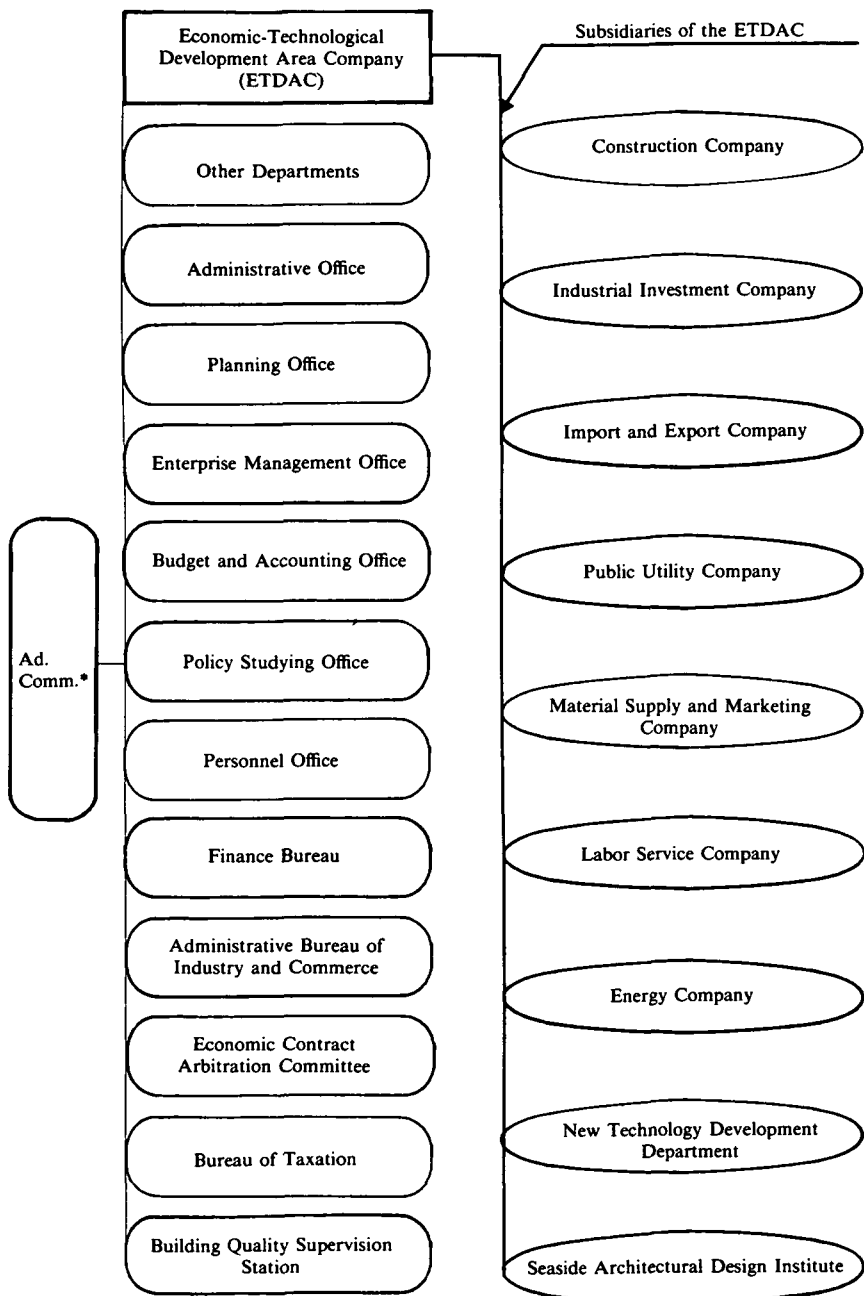 Economic-Technological
Development Area Company
(ETDAC)
Subsidiaries of the ETDAC
Other Departments
Administrative Office
Planning Office
Enterprise Management Office
Budget and Accounting Office
Ad.
Comm.*
Policy Studying Office
Personnel Office
Finance Bureau
Administrative Bureau of
Industry and Commerce
Economic Contract
Arbitration Committee
Bureau of Taxation
Building Quality Supervision
Station
Construction Company
Industrial Investment Company
Import and Export Company
Public Utility Company
Material Supply and Marketing
Company
Labor Service Company
Energy Company
New Technology Development
Department
Seaside Architectural Design Institute